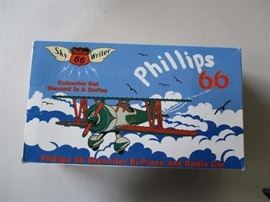 Sky 66 Writer
Phillips 66
Collector Set
Second In A Series
Phillips 66 Skywriter Bi-Plane and Radio Car